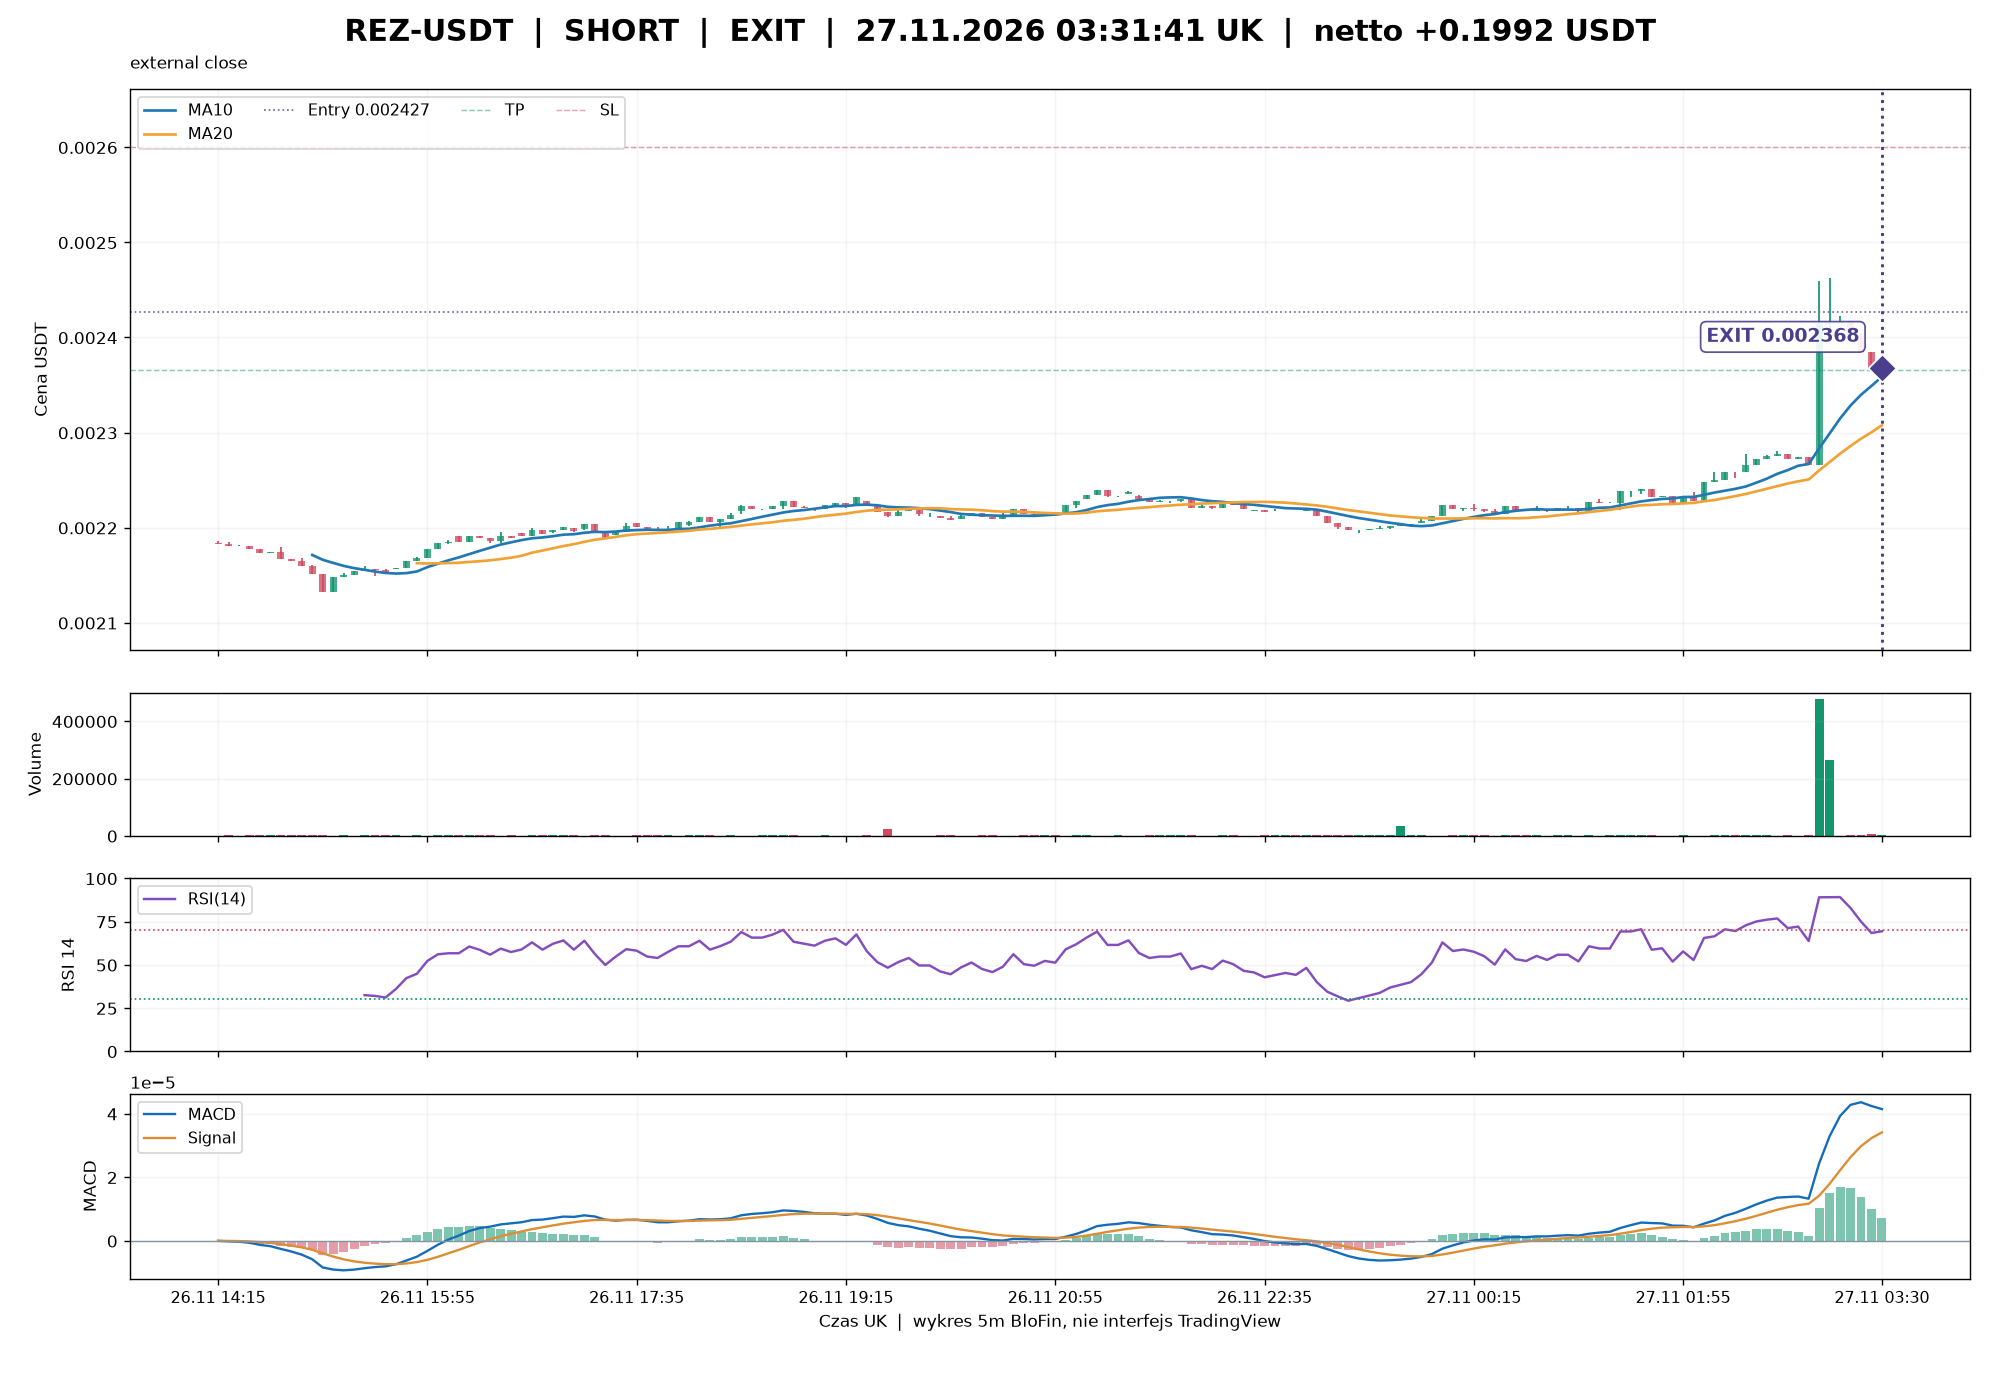 REZ-USDT | SHORT | EXIT | 27.11.2026 03:31:41 UK | netto +0.1992 USDT
external close
MA10
MA20
Entry 0.002427
TP
SL
Cena USDT
0.0026
0.0025
0.0024
0.0023
0.0022
0.0021
EXIT 0.002368
Volume
400000
200000
0
RSI 14
100
75
50
25
0
RSI(14)
1e−5
MACD
4
2
0
MACD
Signal
26.11 14:15
26.11 15:55
26.11 17:35
26.11 19:15
26.11 20:55
26.11 22:35
27.11 00:15
27.11 01:55
27.11 03:30
Czas UK | wykres 5m BloFin, nie interfejs TradingView